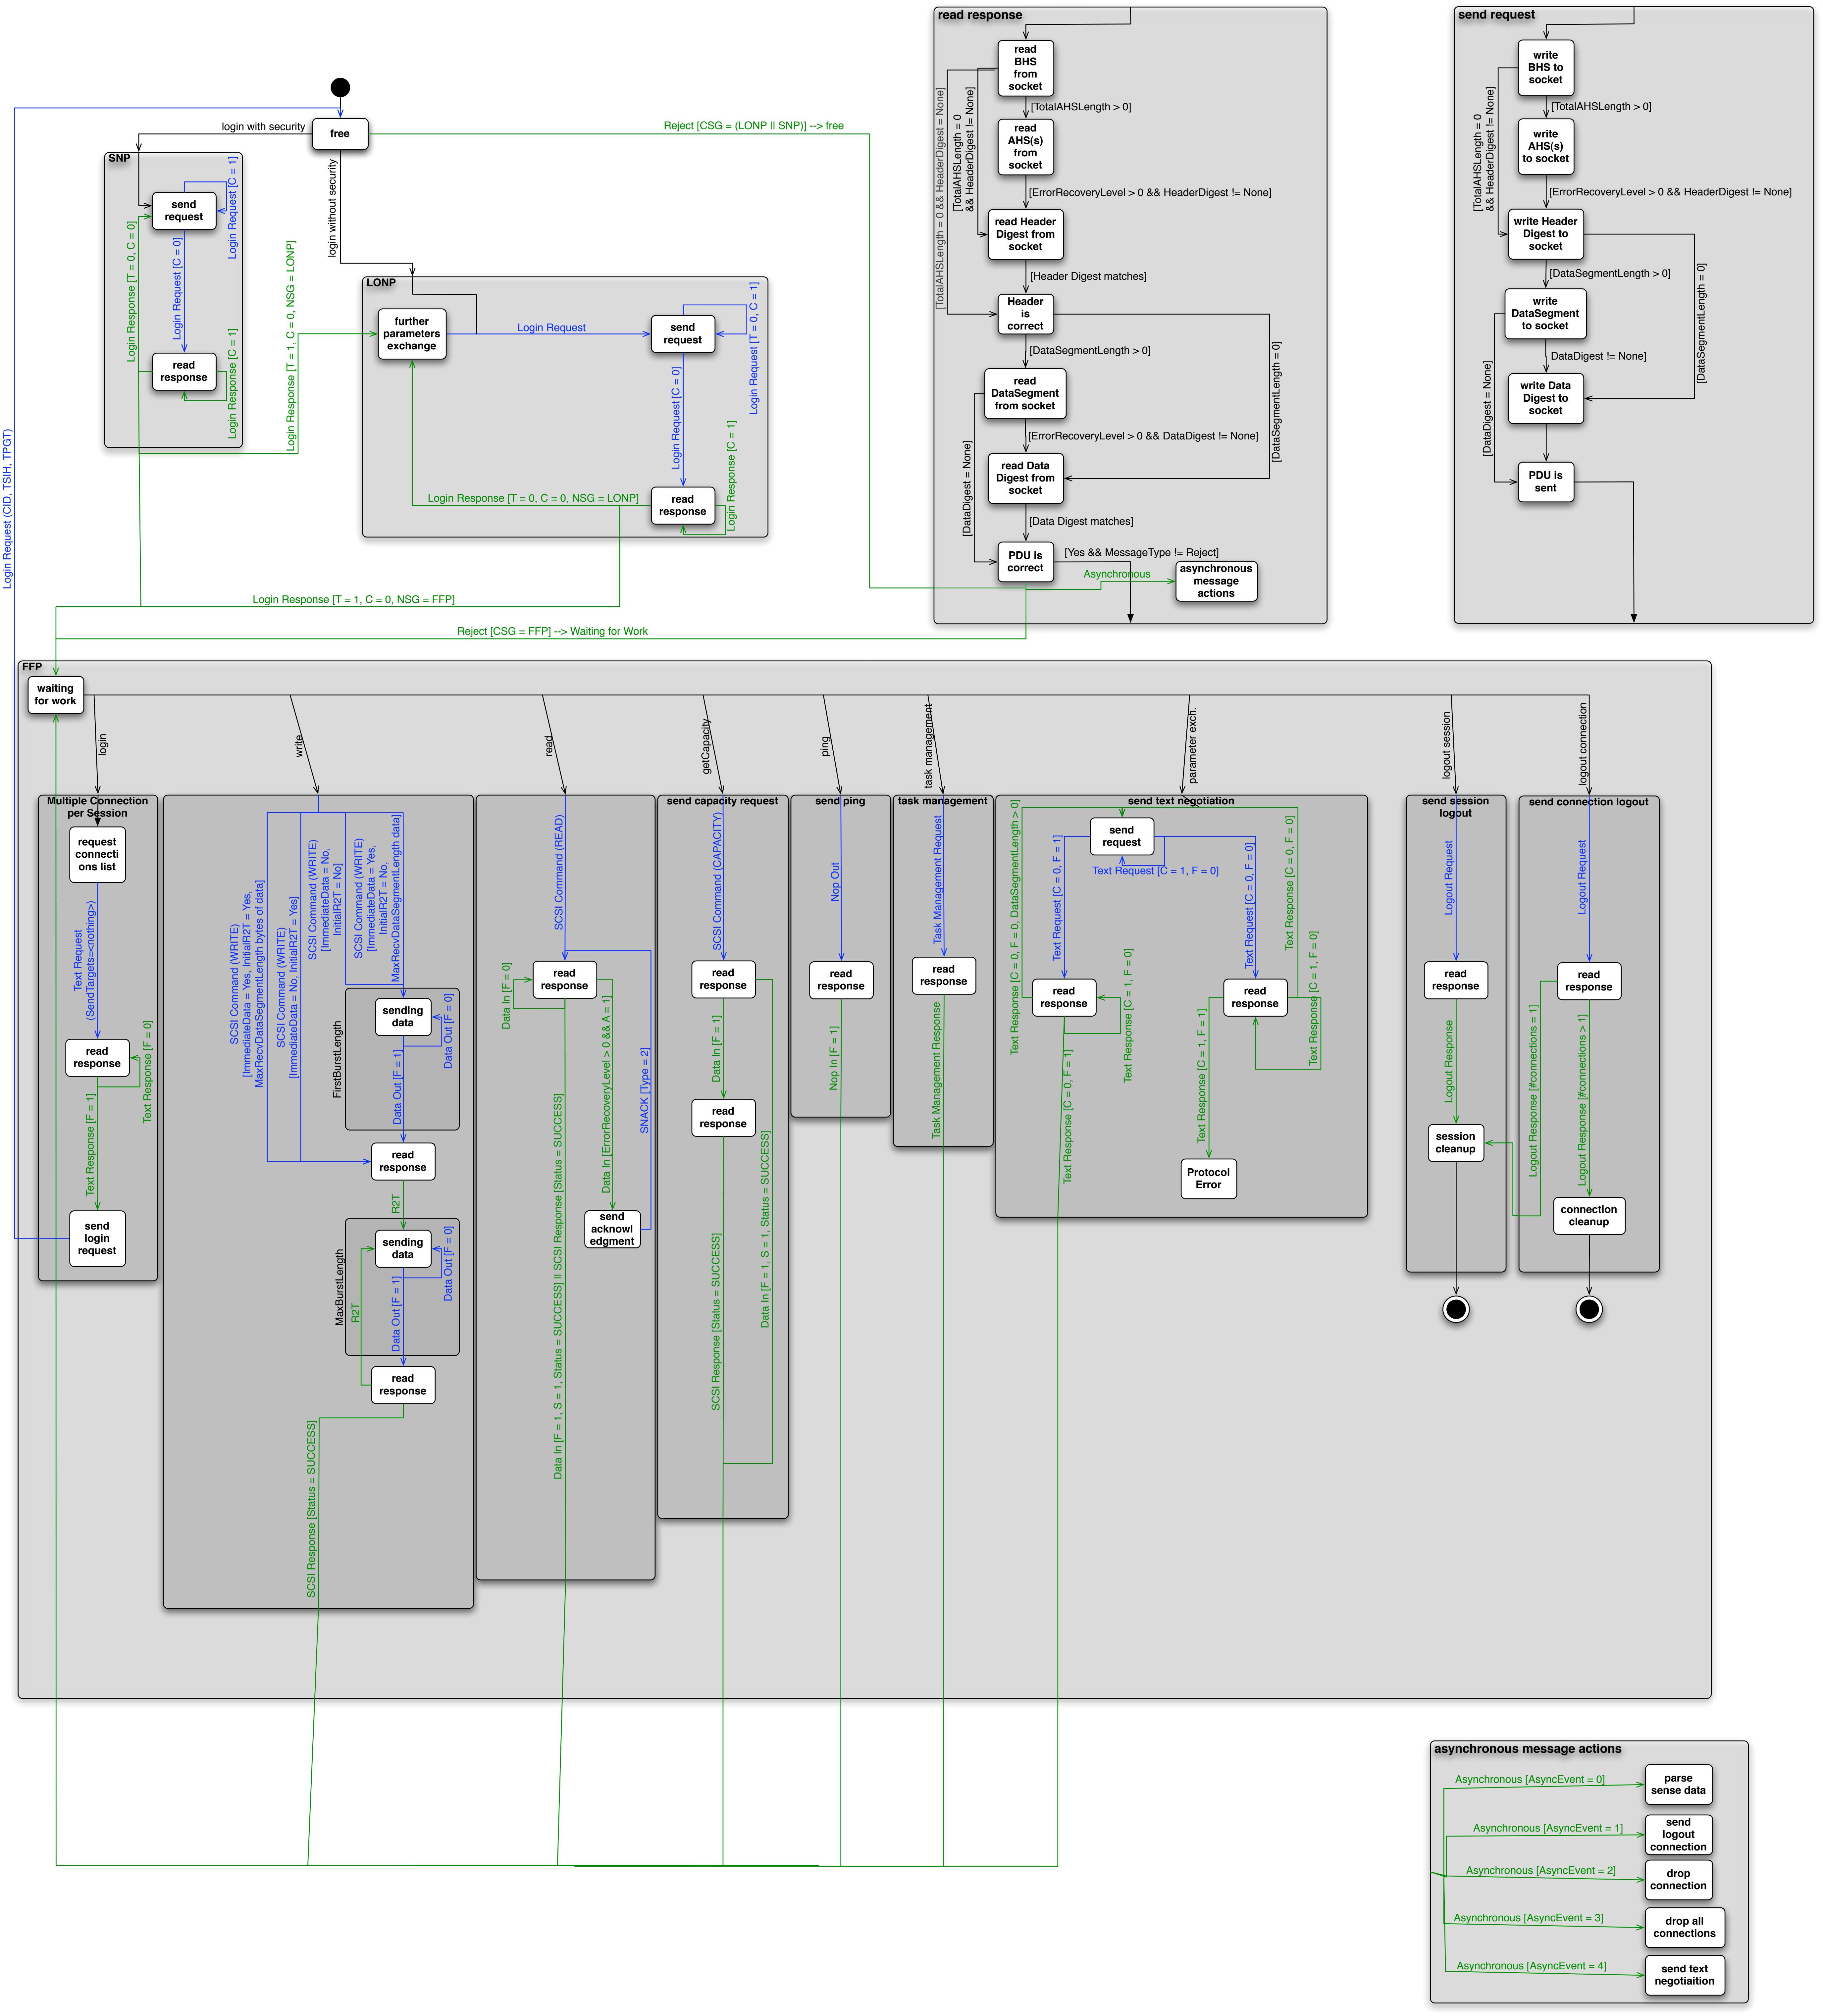 read response
read
BHS
from
socket
[TotalAHSLength > 0]
read
AHS(s)
from
socket
[TotalAHSLength = 0 && HeaderDigest = None]
[TotalAHSLength = 0
&& HeaderDigest != None]
[ErrorRecoveryLevel > 0 && HeaderDigest != None]
read Header
Digest from
socket
[Header Digest matches]
Header
is
correct
[DataSegmentLength > 0]
[DataSegmentLength = 0]
read
DataSegment
from socket
[ErrorRecoveryLevel > 0 && DataDigest != None]
[DataDigest = None]
read Data
Digest from
socket
[Data Digest matches]
PDU is
correct
[Yes && MessageType != Reject]
Asynchronous
asynchronous
message
actions
send request
write
BHS to
socket
[TotalAHSLength > 0]
[TotalAHSLength = 0
&& HeaderDigest != None]
write
AHS(s)
to socket
[ErrorRecoveryLevel > 0 && HeaderDigest != None]
write Header
Digest to
socket
[DataSegmentLength > 0]
[DataSegmentLength = 0]
write
DataSegment
to socket
DataDigest != None]
[DataDigest = None]
write Data
Digest to
socket
PDU is
sent
free
login with security
login without security
Reject [CSG = (LONP || SNP)] --> free
SNP
send
request
Login Request [C = 1]
Login Request [C = 0]
Login Response [T = 0, C = 0]
read
response
Login Response [C = 1]
Login Response [T = 1, C = 0, NSG = LONP]
LONP
further
parameters
exchange
Login Request
send
request
Login Request [T = 0, C = 1]
Login Request [C = 0]
read
response
Login Response [C = 1]
Login Response [T = 0, C = 0, NSG = LONP]
Login Request (CID, TSIH, TPGT)
Login Response [T = 1, C = 0, NSG = FFP]
Reject [CSG = FFP] --> Waiting for Work
FFP
waiting
for work
login
write
read
getCapacity
ping
task management
parameter exch.
logout session
logout connection
Multiple Connection
per Session
request
connecti
ons list
Text Request
(SendTargets=<nothing>)
read
response
Text Response [F = 0]
Text Response [F = 1]
send
login
request
SCSI Command (WRITE)
[ImmediateData = Yes, InitialR2T = Yes,
MaxRecvDataSegmentLength bytes of data]
SCSI Command (WRITE)
[ImmediateData = No, InitialR2T = Yes]
SCSI Command (WRITE)
[ImmediateData = No,
InitialR2T = No]
SCSI Command (WRITE)
[ImmediateData = Yes,
InitialR2T = No,
MaxRecvDataSegmentLength data]
FirstBurstLength
sending
data
Data Out [F = 0]
Data Out [F = 1]
read
response
R2T
MaxBurstLength
sending
data
R2T
Data Out [F = 0]
Data Out [F = 1]
read
response
SCSI Response [Status = SUCCESS]
SCSI Command (READ)
read
response
Data In [F = 0]
Data In [ErrorRecoveryLevel > 0 && A = 1]
SNACK [Type = 2]
send
acknowl
edgment
Data In [F = 1, S = 1, Status = SUCCESS] || SCSI Response [Status = SUCCESS]
send capacity request
SCSI Command (CAPACITY)
read
response
Data In [F = 1]
read
response
SCSI Response [Status = SUCCESS]
Data In [F = 1, S = 1, Status = SUCCESS]
send ping
Nop Out
read
response
Nop In [F = 1]
task management
Task Management Request
read
response
Task Management Response
send text negotiation
send
request
Text Request [C = 1, F = 0]
Text Request [C = 0, F = 1]
Text Request [C = 0, F = 0]
Text Response [C = 0, F = 0, DataSegmentLength > 0]
Text Response [C = 0, F = 0]
read
response
Text Response [C = 1, F = 0]
Text Response [C = 0, F = 1]
read
response
Text Response [C = 1, F = 0]
Text Response [C = 1, F = 1]
Protocol
Error
send session
logout
Logout Request
read
response
Logout Response
session
cleanup
send connection logout
Logout Request
read
response
Logout Response [#connections = 1]
Logout Response [#connections > 1]
connection
cleanup
asynchronous message actions
Asynchronous [AsyncEvent = 0]
parse
sense data
Asynchronous [AsyncEvent = 1]
send
logout
connection
Asynchronous [AsyncEvent = 2]
drop
connection
Asynchronous [AsyncEvent = 3]
drop all
connections
Asynchronous [AsyncEvent = 4]
send text
negotiaition